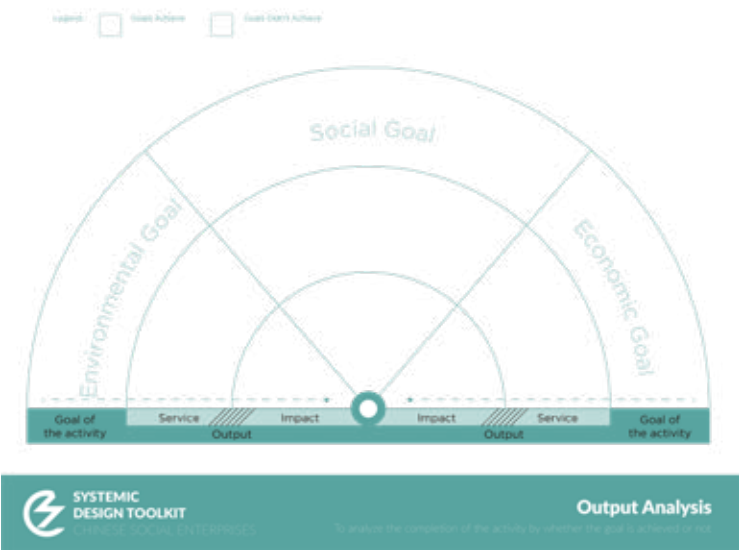 Legend:
Goals Achieve
Goals Didn't Achieve
Social Goal
Environmental Goal
Economic Goal
Goal of
the activity
Service
Impact
Output
Impact
Service
Output
Goal of
the activity
SYSTEMIC
DESIGN TOOLKIT
CHINESE SOCIAL ENTERPRISES
Output Analysis
To analyze the completion of the activity by whether the goal is achieved or not